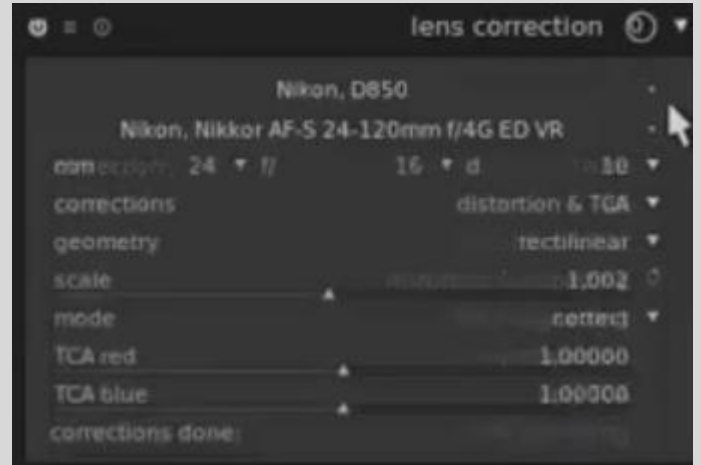 lens correction
Nikon, D850
Nikon, Nikkor AF-S 24-120mm f/4G ED VR
mm 24 f/ 16 d 10
corrections distortion & TCA
geometry rectilinear
scale 1.002
mode correct
TCA red 1.00000
TCA blue 1.00000
corrections done: